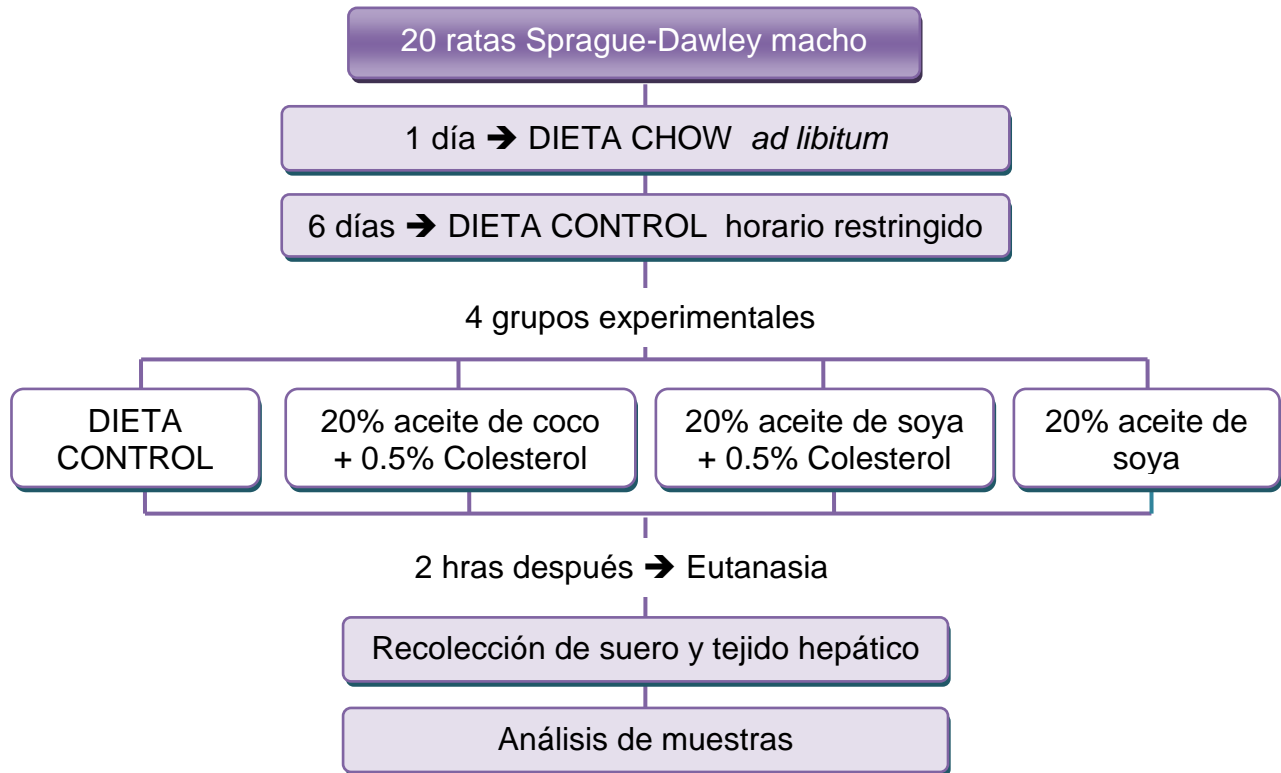 20 ratas Sprague-Dawley macho
1 día ➔ DIETA CHOW ad libitum
6 días ➔ DIETA CONTROL horario restringido
4 grupos experimentales
DIETA
CONTROL
20% aceite de coco
+ 0.5% Colesterol
20% aceite de soya
+ 0.5% Colesterol
20% aceite de
soya
2 hras después ➔ Eutanasia
Recolección de suero y tejido hepático
Análisis de muestras